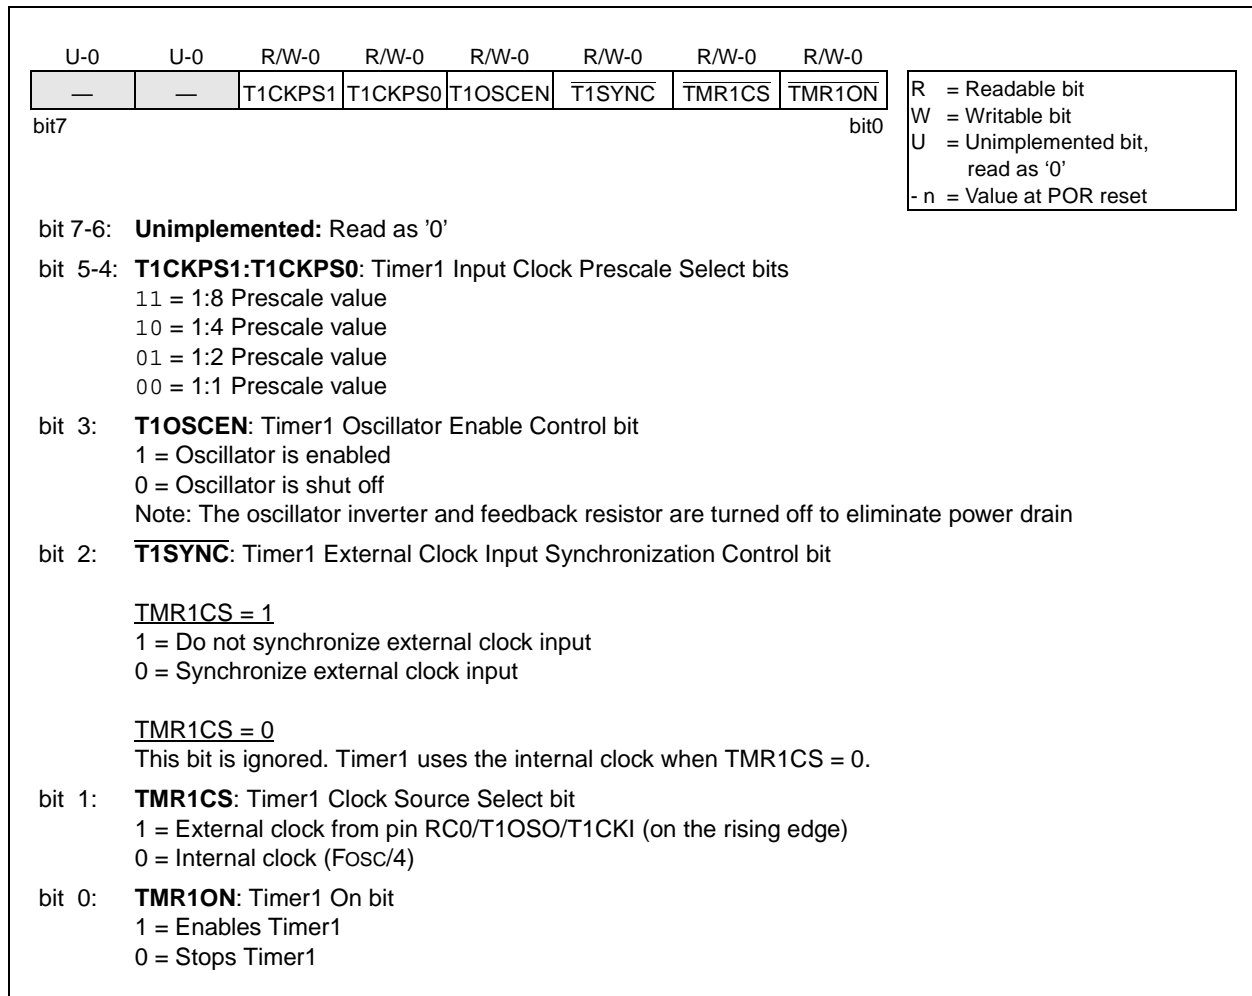 U-0 U-0 R/W-0 R/W-0 R/W-0 R/W-0 R/W-0 R/W-0
— — T1CKPS1 T1CKPS0 T1OSCEN T1SYNC TMR1CS TMR1ON
bit7 bit0
R = Readable bit
W = Writable bit
U = Unimplemented bit,
read as ‘0’
- n = Value at POR reset
bit 7-6: Unimplemented: Read as '0'
bit 5-4: T1CKPS1:T1CKPS0: Timer1 Input Clock Prescale Select bits
11 = 1:8 Prescale value
10 = 1:4 Prescale value
01 = 1:2 Prescale value
00 = 1:1 Prescale value
bit 3: T1OSCEN: Timer1 Oscillator Enable Control bit
1 = Oscillator is enabled
0 = Oscillator is shut off
Note: The oscillator inverter and feedback resistor are turned off to eliminate power drain
bit 2: T1SYNC: Timer1 External Clock Input Synchronization Control bit
TMR1CS = 1
1 = Do not synchronize external clock input
0 = Synchronize external clock input
TMR1CS = 0
This bit is ignored. Timer1 uses the internal clock when TMR1CS = 0.
bit 1: TMR1CS: Timer1 Clock Source Select bit
1 = External clock from pin RC0/T1OSO/T1CKI (on the rising edge)
0 = Internal clock (FOSC/4)
bit 0: TMR1ON: Timer1 On bit
1 = Enables Timer1
0 = Stops Timer1